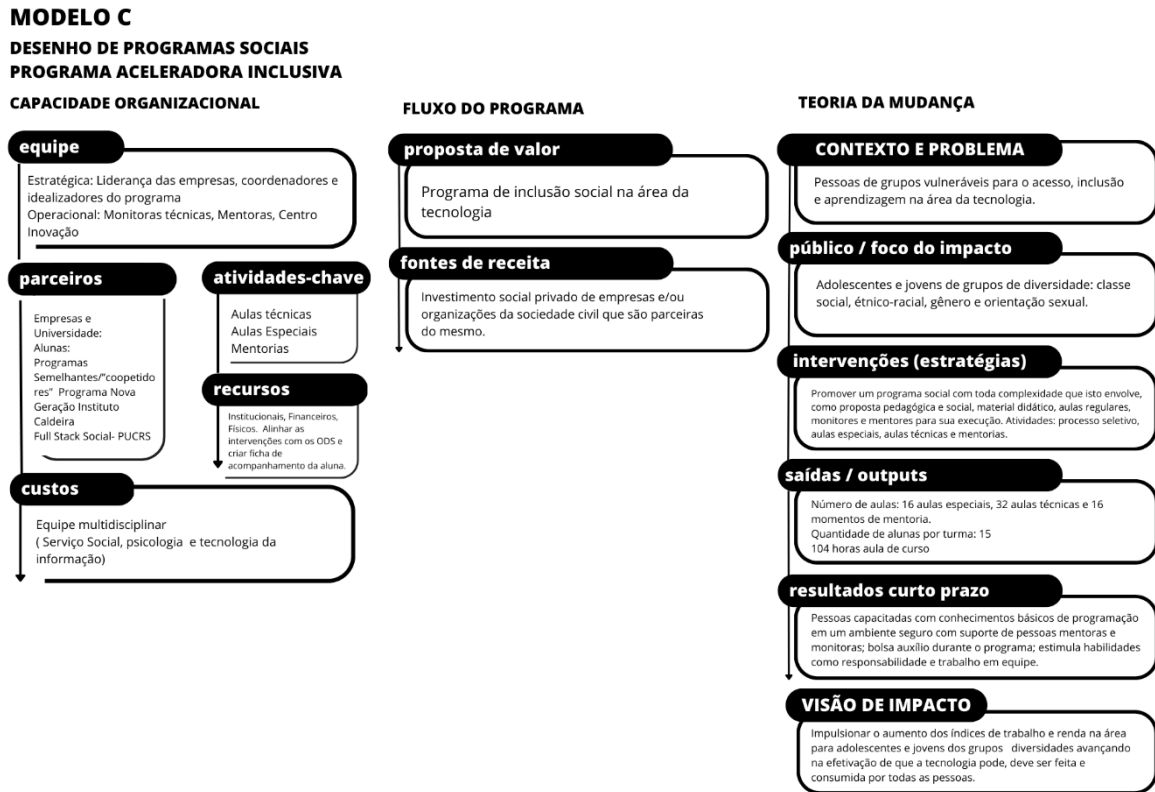 MODELO C
DESENHO DE PROGRAMAS SOCIAIS
PROGRAMA ACELERADORA INCLUSIVA
CAPACIDADE ORGANIZACIONAL
equipe
Estratégica: Liderança das empresas, coordenadores e
idealizadores do programa
Operacional: Monitoras técnicas, Mentoras, Centro
Inovação
parceiros
Empresas e
Universidade:
Alunas:
Programas
Semelhantes/“coopetido
res” Programa Nova
Geração Instituto
Caldeira
Full Stack Social- PUCRS
atividades-chave
Aulas técnicas
Aulas Especiais
Mentorias
recursos
Institucionais, Financeiros,
Físicos. Alinhar as
intervenções com os ODS e
criar ficha de
acompanhamento da aluna.
custos
Equipe multidisciplinar
( Serviço Social, psicologia e tecnologia da
informação)
FLUXO DO PROGRAMA
proposta de valor
Programa de inclusão social na área da
tecnologia
fontes de receita
Investimento social privado de empresas e/ou
organizações da sociedade civil que são parceiras
do mesmo.
TEORIA DA MUDANÇA
CONTEXTO E PROBLEMA
Pessoas de grupos vulneráveis para o acesso, inclusão
e aprendizagem na área da tecnologia.
público / foco do impacto
Adolescentes e jovens de grupos de diversidade: classe
social, étnico-racial, gênero e orientação sexual.
intervenções (estratégias)
Promover um programa social com toda complexidade que isto envolve,
como proposta pedagógica e social, material didático, aulas regulares,
monitores e mentores para sua execução. Atividades: processo seletivo,
aulas especiais, aulas técnicas e mentorias.
saídas / outputs
Número de aulas: 16 aulas especiais, 32 aulas técnicas e 16
momentos de mentoria.
Quantidade de alunas por turma: 15
104 horas aula de curso
resultados curto prazo
Pessoas capacitadas com conhecimentos básicos de programação
em um ambiente seguro com suporte de pessoas mentoras e
monitoras; bolsa auxílio durante o programa; estimula habilidades
como responsabilidade e trabalho em equipe.
VISÃO DE IMPACTO
Impulsionar o aumento dos índices de trabalho e renda na área
para adolescentes e jovens dos grupos diversidades avançando
na efetivação de que a tecnologia pode, deve ser feita e
consumida por todas as pessoas.